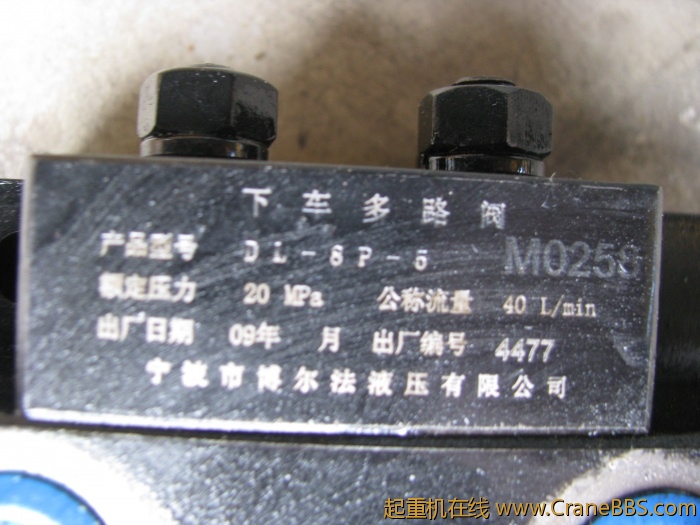 下车多路阀
产品型号 DL-8P-5 M025S
额定压力 20 MPa 公称流量 40 L/min
出厂日期 09年 月 出厂编号 4477
宁波市博尔法液压有限公司
起重机在线 www.CraneBBS.com